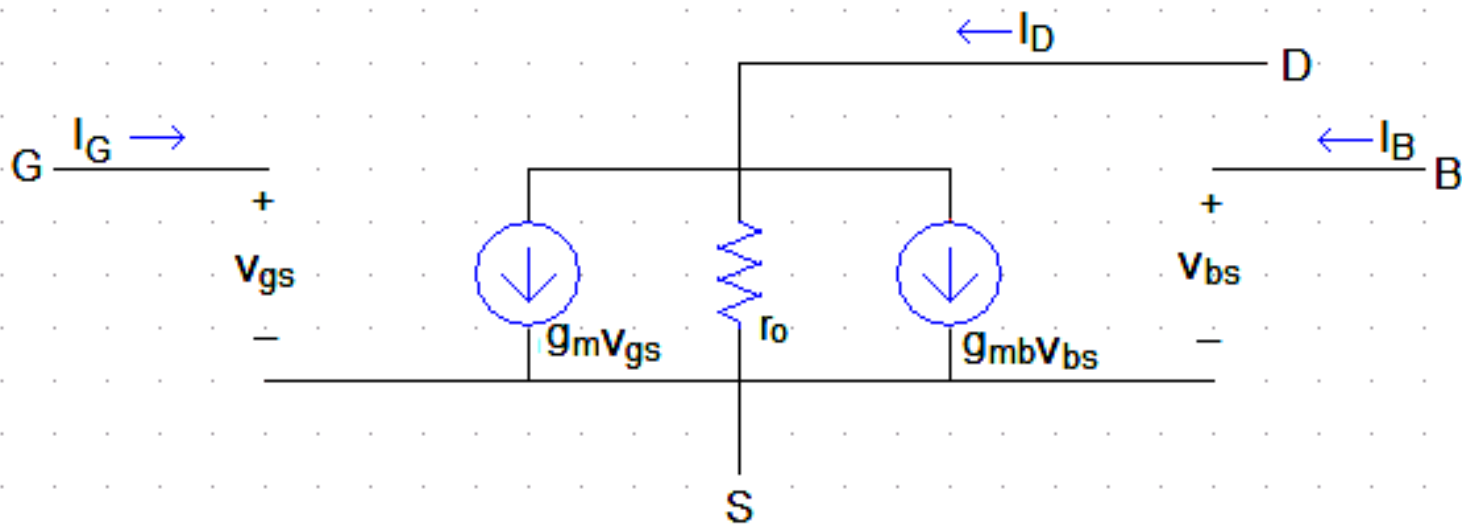 I_D
D
I_G
G
I_B
B
+
+
v_gs
v_bs
g_m v_gs
r_o
g_mb v_bs
–
–
S